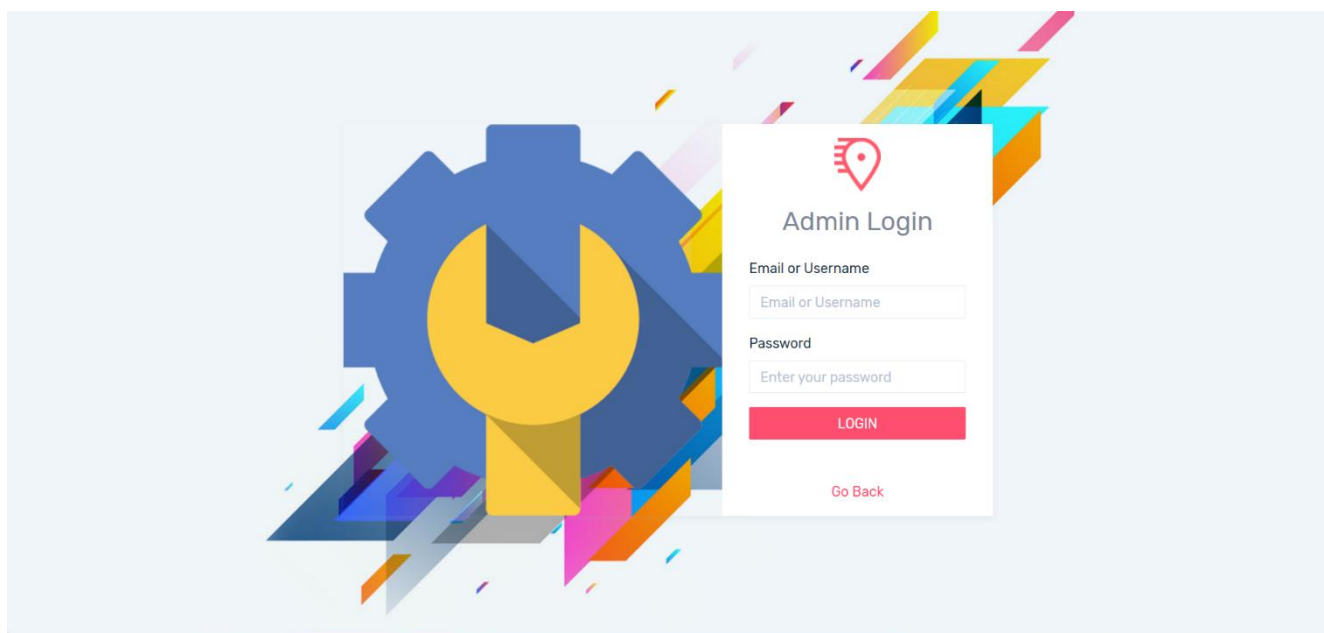 Admin Login
Email or Username
Email or Username
Password
Enter your password
LOGIN
Go Back